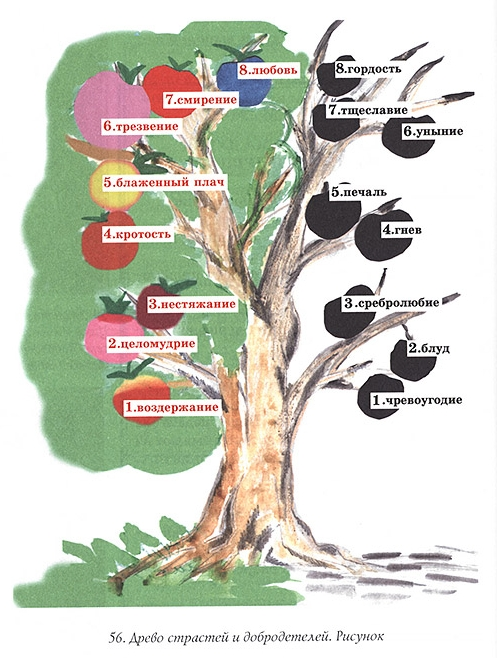 8.любовь
7.смирение
6.трезвение
5.блаженный плач
4.кротость
3.нестяжание
2.целомудрие
1.воздержание
8.гордость
7.тщеславие
6.уныние
5.печаль
4.гнев
3.сребролюбие
2.блуд
1.чревоугодие
56. Древо страстей и добродетелей. Рисунок